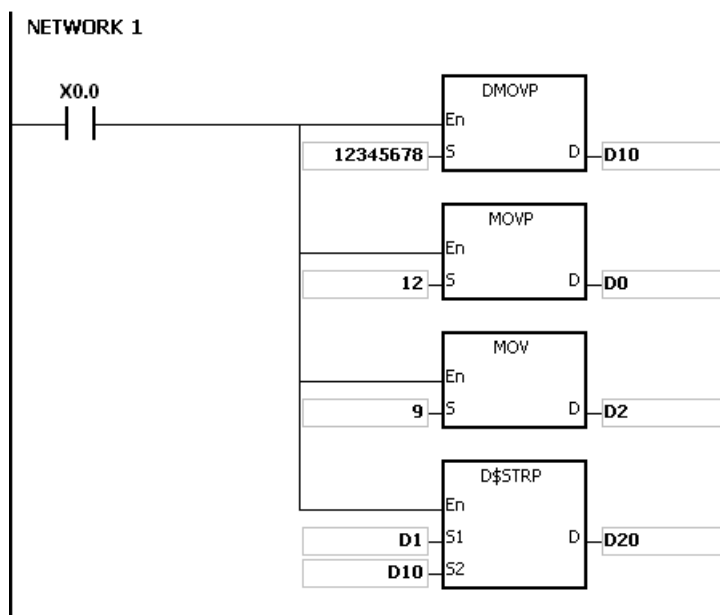 NETWORK 1
X0.0
DMOVP
En
12345678 S D D10
MOVP
En
12 S D D0
MOV
En
9 S D D2
D$STRP
En
D1 S1 D D20
D10 S2